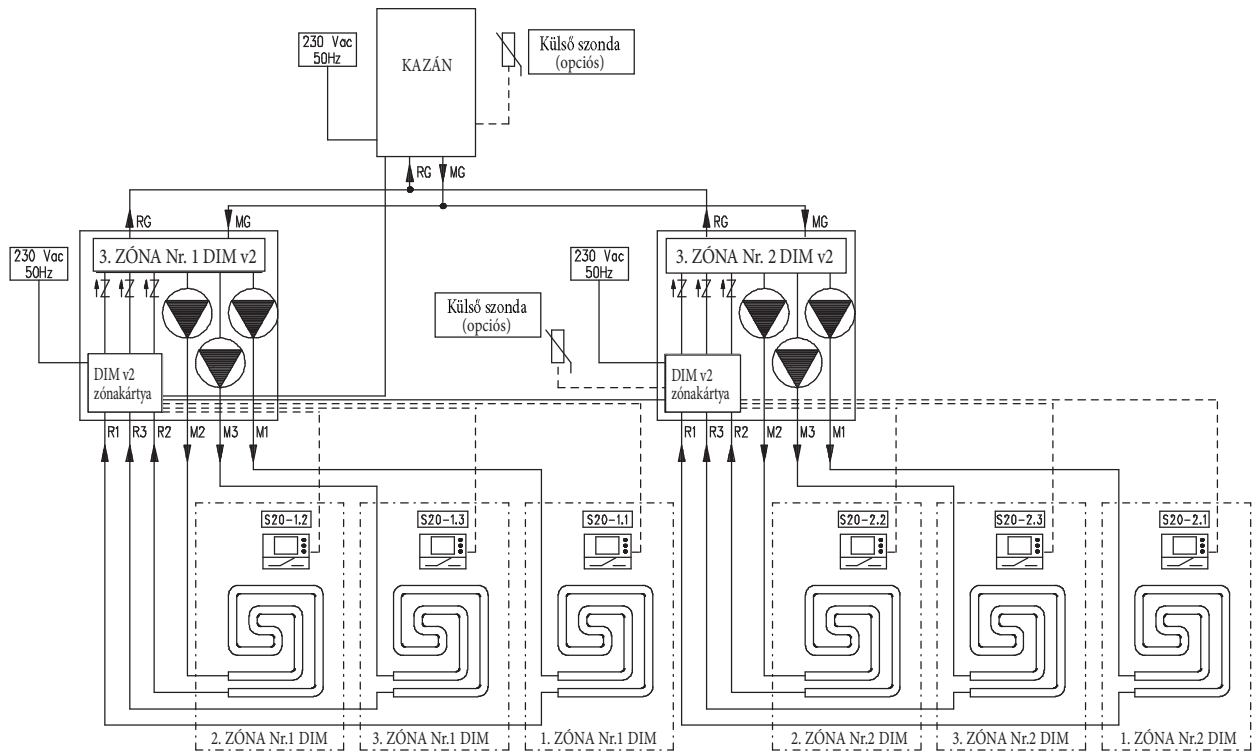 230 Vac
50Hz
KAZÁN
Külső szonda
(opciós)
RG
MG
RG
MG
RG
MG
230 Vac
50Hz
3. ZÓNA Nr. 1 DIM v2
230 Vac
50Hz
3. ZÓNA Nr. 2 DIM v2
Külső szonda
(opciós)
DIM v2
zónakártya
DIM v2
zónakártya
R1
R3
R2
M2
M3
M1
R1
R3
R2
M2
M3
M1
S20-1.2
S20-1.3
S20-1.1
S20-2.2
S20-2.3
S20-2.1
2. ZÓNA Nr.1 DIM
3. ZÓNA Nr.1 DIM
1. ZÓNA Nr.1 DIM
2. ZÓNA Nr.2 DIM
3. ZÓNA Nr.2 DIM
1. ZÓNA Nr.2 DIM